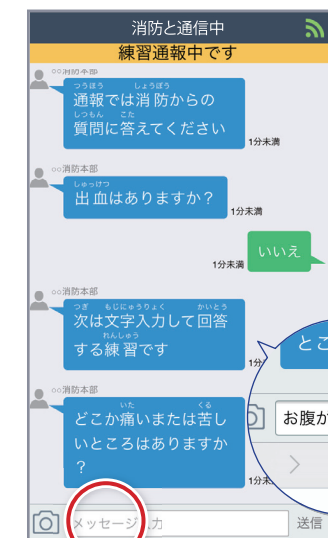 消防と通信中
練習通報中です
○○消防本部
つうほう しょうぼう
通報では消防からの
しつもん こた
質問に答えてください
1分未満
○○消防本部
しゅっけつ
出血はありますか？
1分未満
いいえ
1分未満
○○消防本部
つぎ もじにゅうりょく かいとう
次は文字入力して回答
れんしゅう
する練習です
1分
とこ
○○消防本部
いた くる
どこか痛いまたは苦し
いところはありますか
？
1分未
お腹か
メッセージ入力
送信